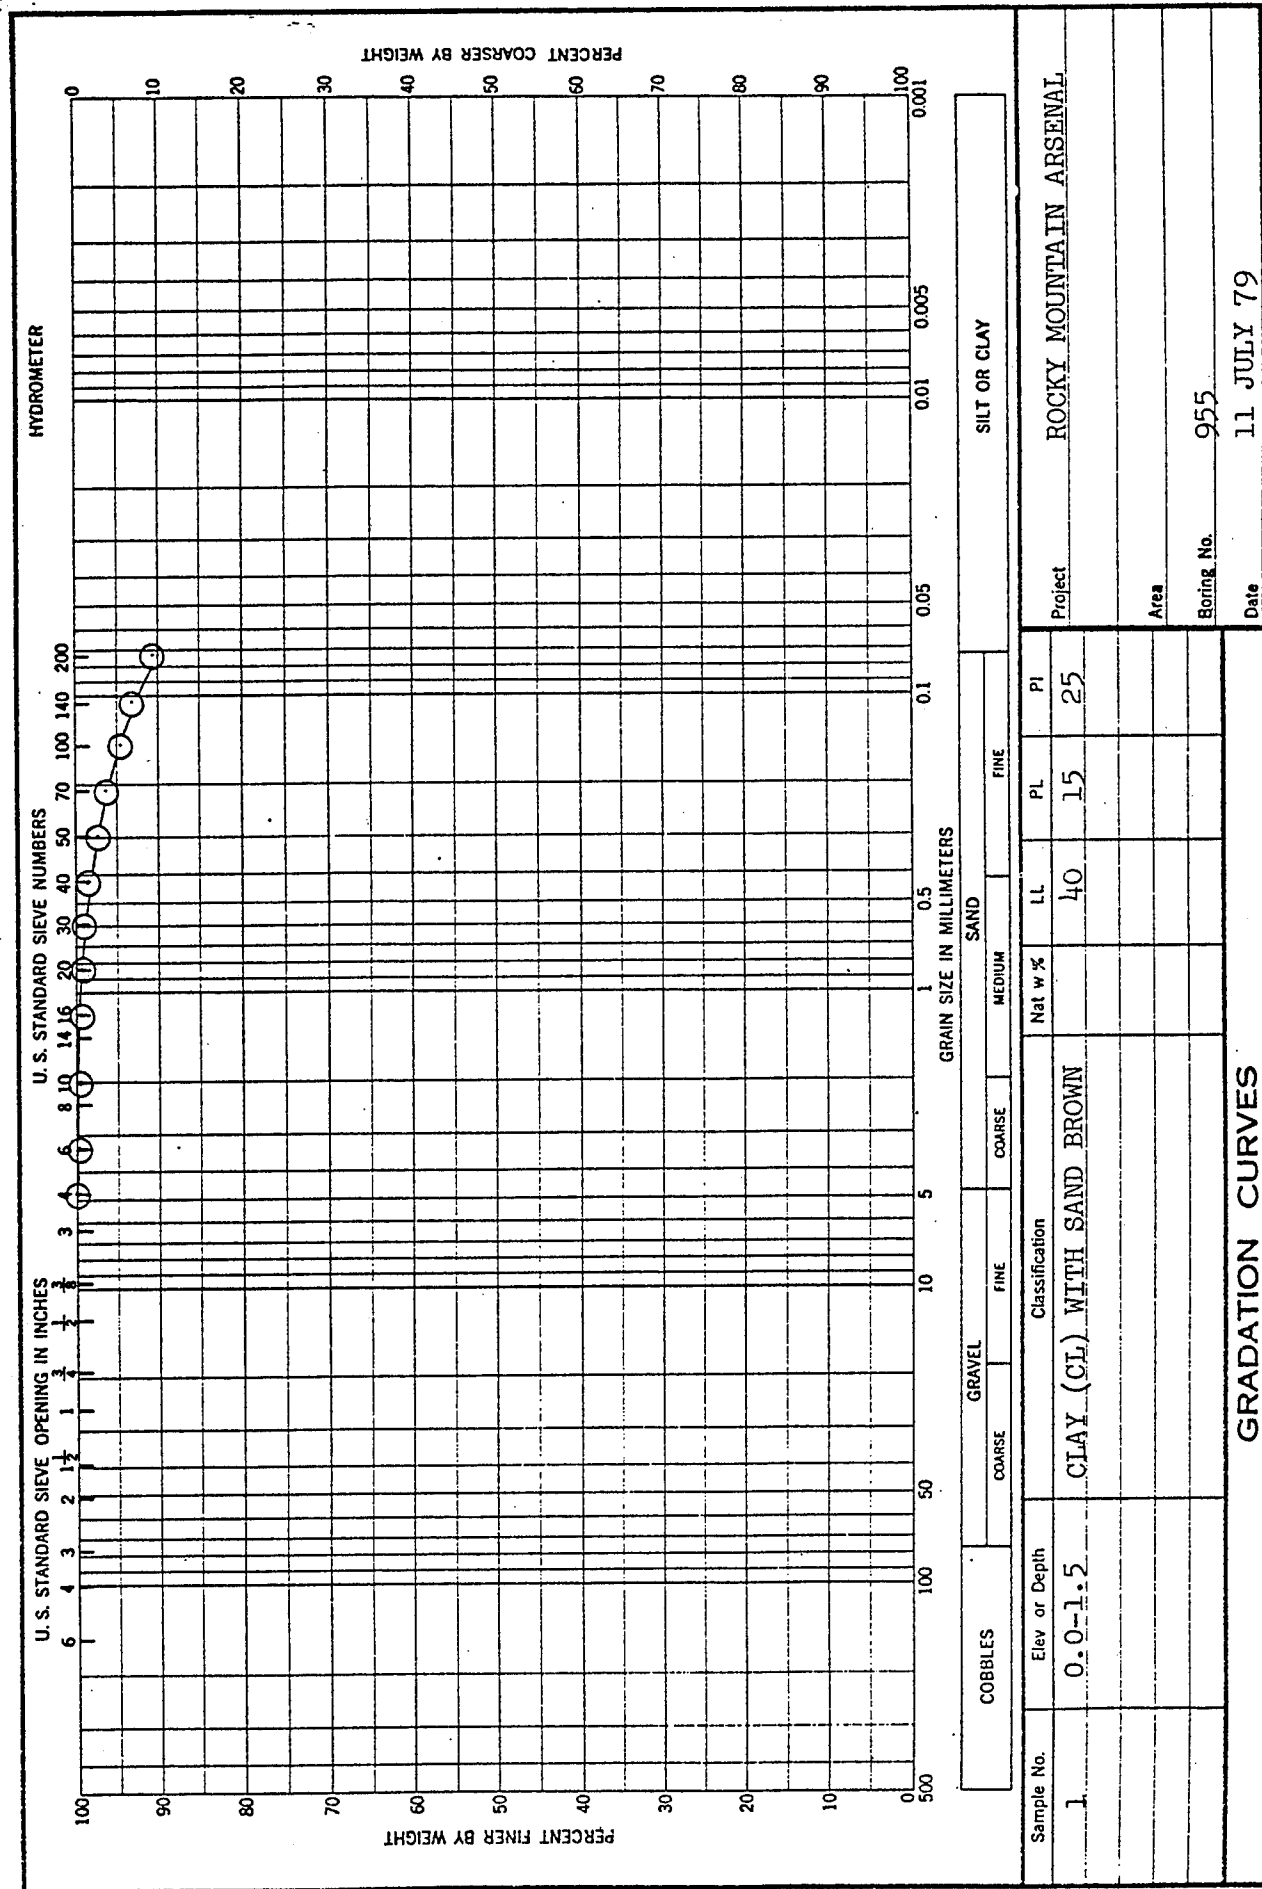 U. S. STANDARD SIEVE OPENING IN INCHES
U. S. STANDARD SIEVE NUMBERS
HYDROMETER
6 4 3 2 1½ 1 ¾ ½ ⅜ 3 4 6 8 10 14 16 20 30 40 50 70 100 140 200
PERCENT FINER BY WEIGHT
100
90
80
70
60
50
40
30
20
10
0
PERCENT COARSER BY WEIGHT
0
10
20
30
40
50
60
70
80
90
100
500 100 50 10 5 1 0.5 0.1 0.05 0.01 0.005 0.001
GRAIN SIZE IN MILLIMETERS
COBBLES
GRAVEL
COARSE
FINE
SAND
COARSE
MEDIUM
FINE
SILT OR CLAY
Sample No. Elev or Depth Classification Nat w % LL PL PI
1 0.0-1.5 CLAY (CL) WITH SAND BROWN 40 15 25
Project ROCKY MOUNTAIN ARSENAL
Area
Boring No. 955
Date 11 JULY 79
GRADATION CURVES